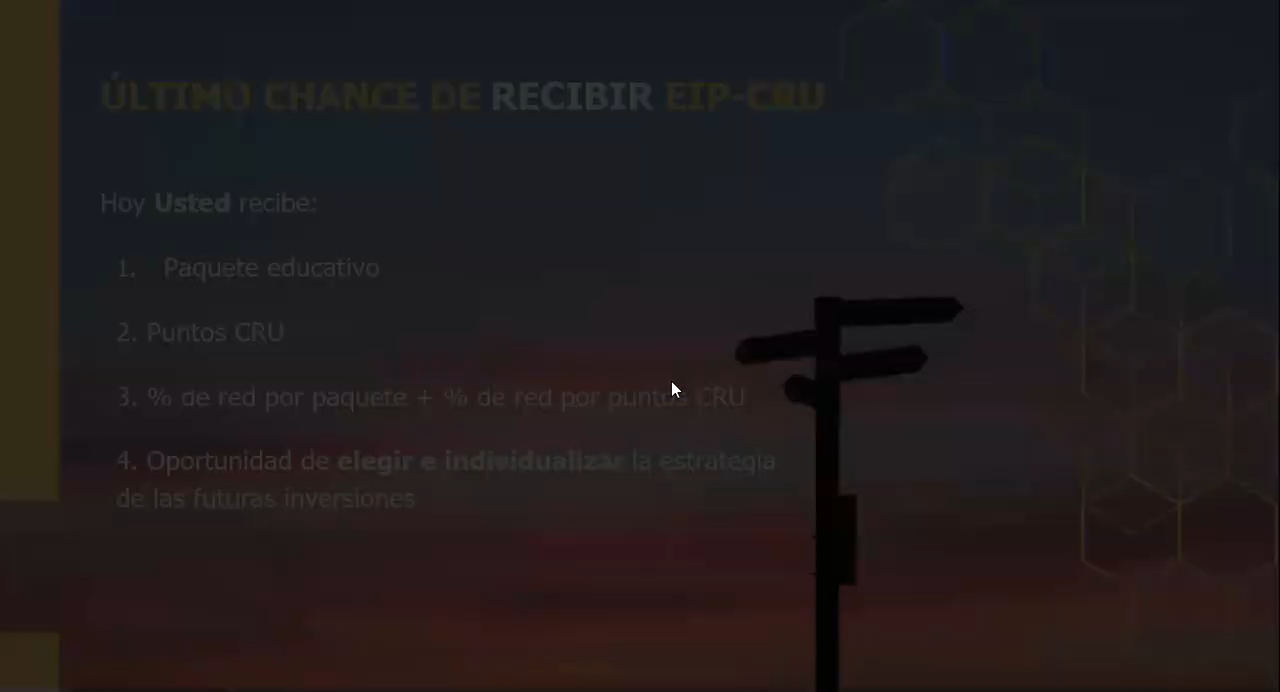 ÚLTIMO CHANCE DE RECIBIR EIP-CRU
Hoy Usted recibe:
1. Paquete educativo
2. Puntos CRU
3. % de red por paquete + % de red por puntos CRU
4. Oportunidad de elegir e individualizar la estrategia
de las futuras inversiones